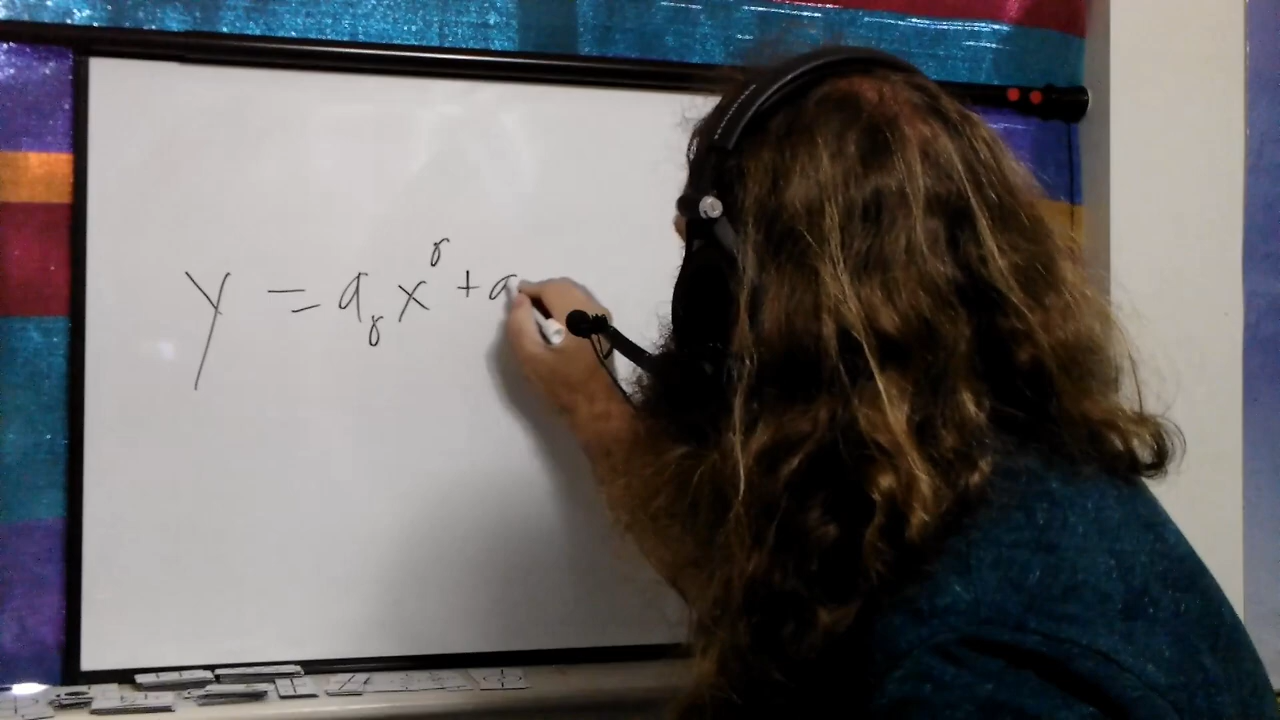 y = a₈x⁸ + a